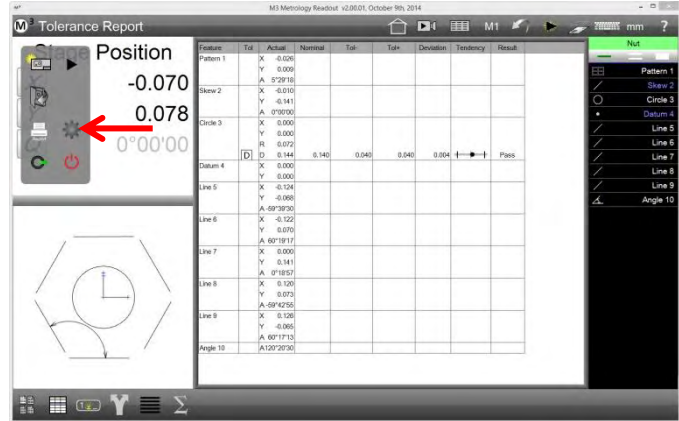 M3 Metrology Readout v2.00.01, October 9th, 2014
M3 Tolerance Report
M1
mm ?
Stage Position
-0.070
0.078
0°00'00
Feature Tol Actual Nominal Tol- Tol+ Deviation Tendency Result
Pattern 1 X -0.026
Y 0.009
A 5°29'18
Skew 2 X -0.010
Y -0.141
A 0°00'00
Circle 3 X 0.000
Y 0.000
R 0.072
D D 0.144 0.140 0.040 0.040 0.004 Pass
Datum 4 X 0.000
Y 0.000
Line 5 X -0.124
Y -0.068
A -59°39'30
Line 6 X -0.122
Y 0.070
A 60°19'17
Line 7 X 0.000
Y 0.141
A 0°18'57
Line 8 X 0.120
Y 0.073
A -59°42'55
Line 9 X 0.126
Y -0.065
A 60°17'13
Angle 10 A120°20'30
Nut
Pattern 1
Skew 2
Circle 3
Datum 4
Line 5
Line 6
Line 7
Line 8
Line 9
Angle 10